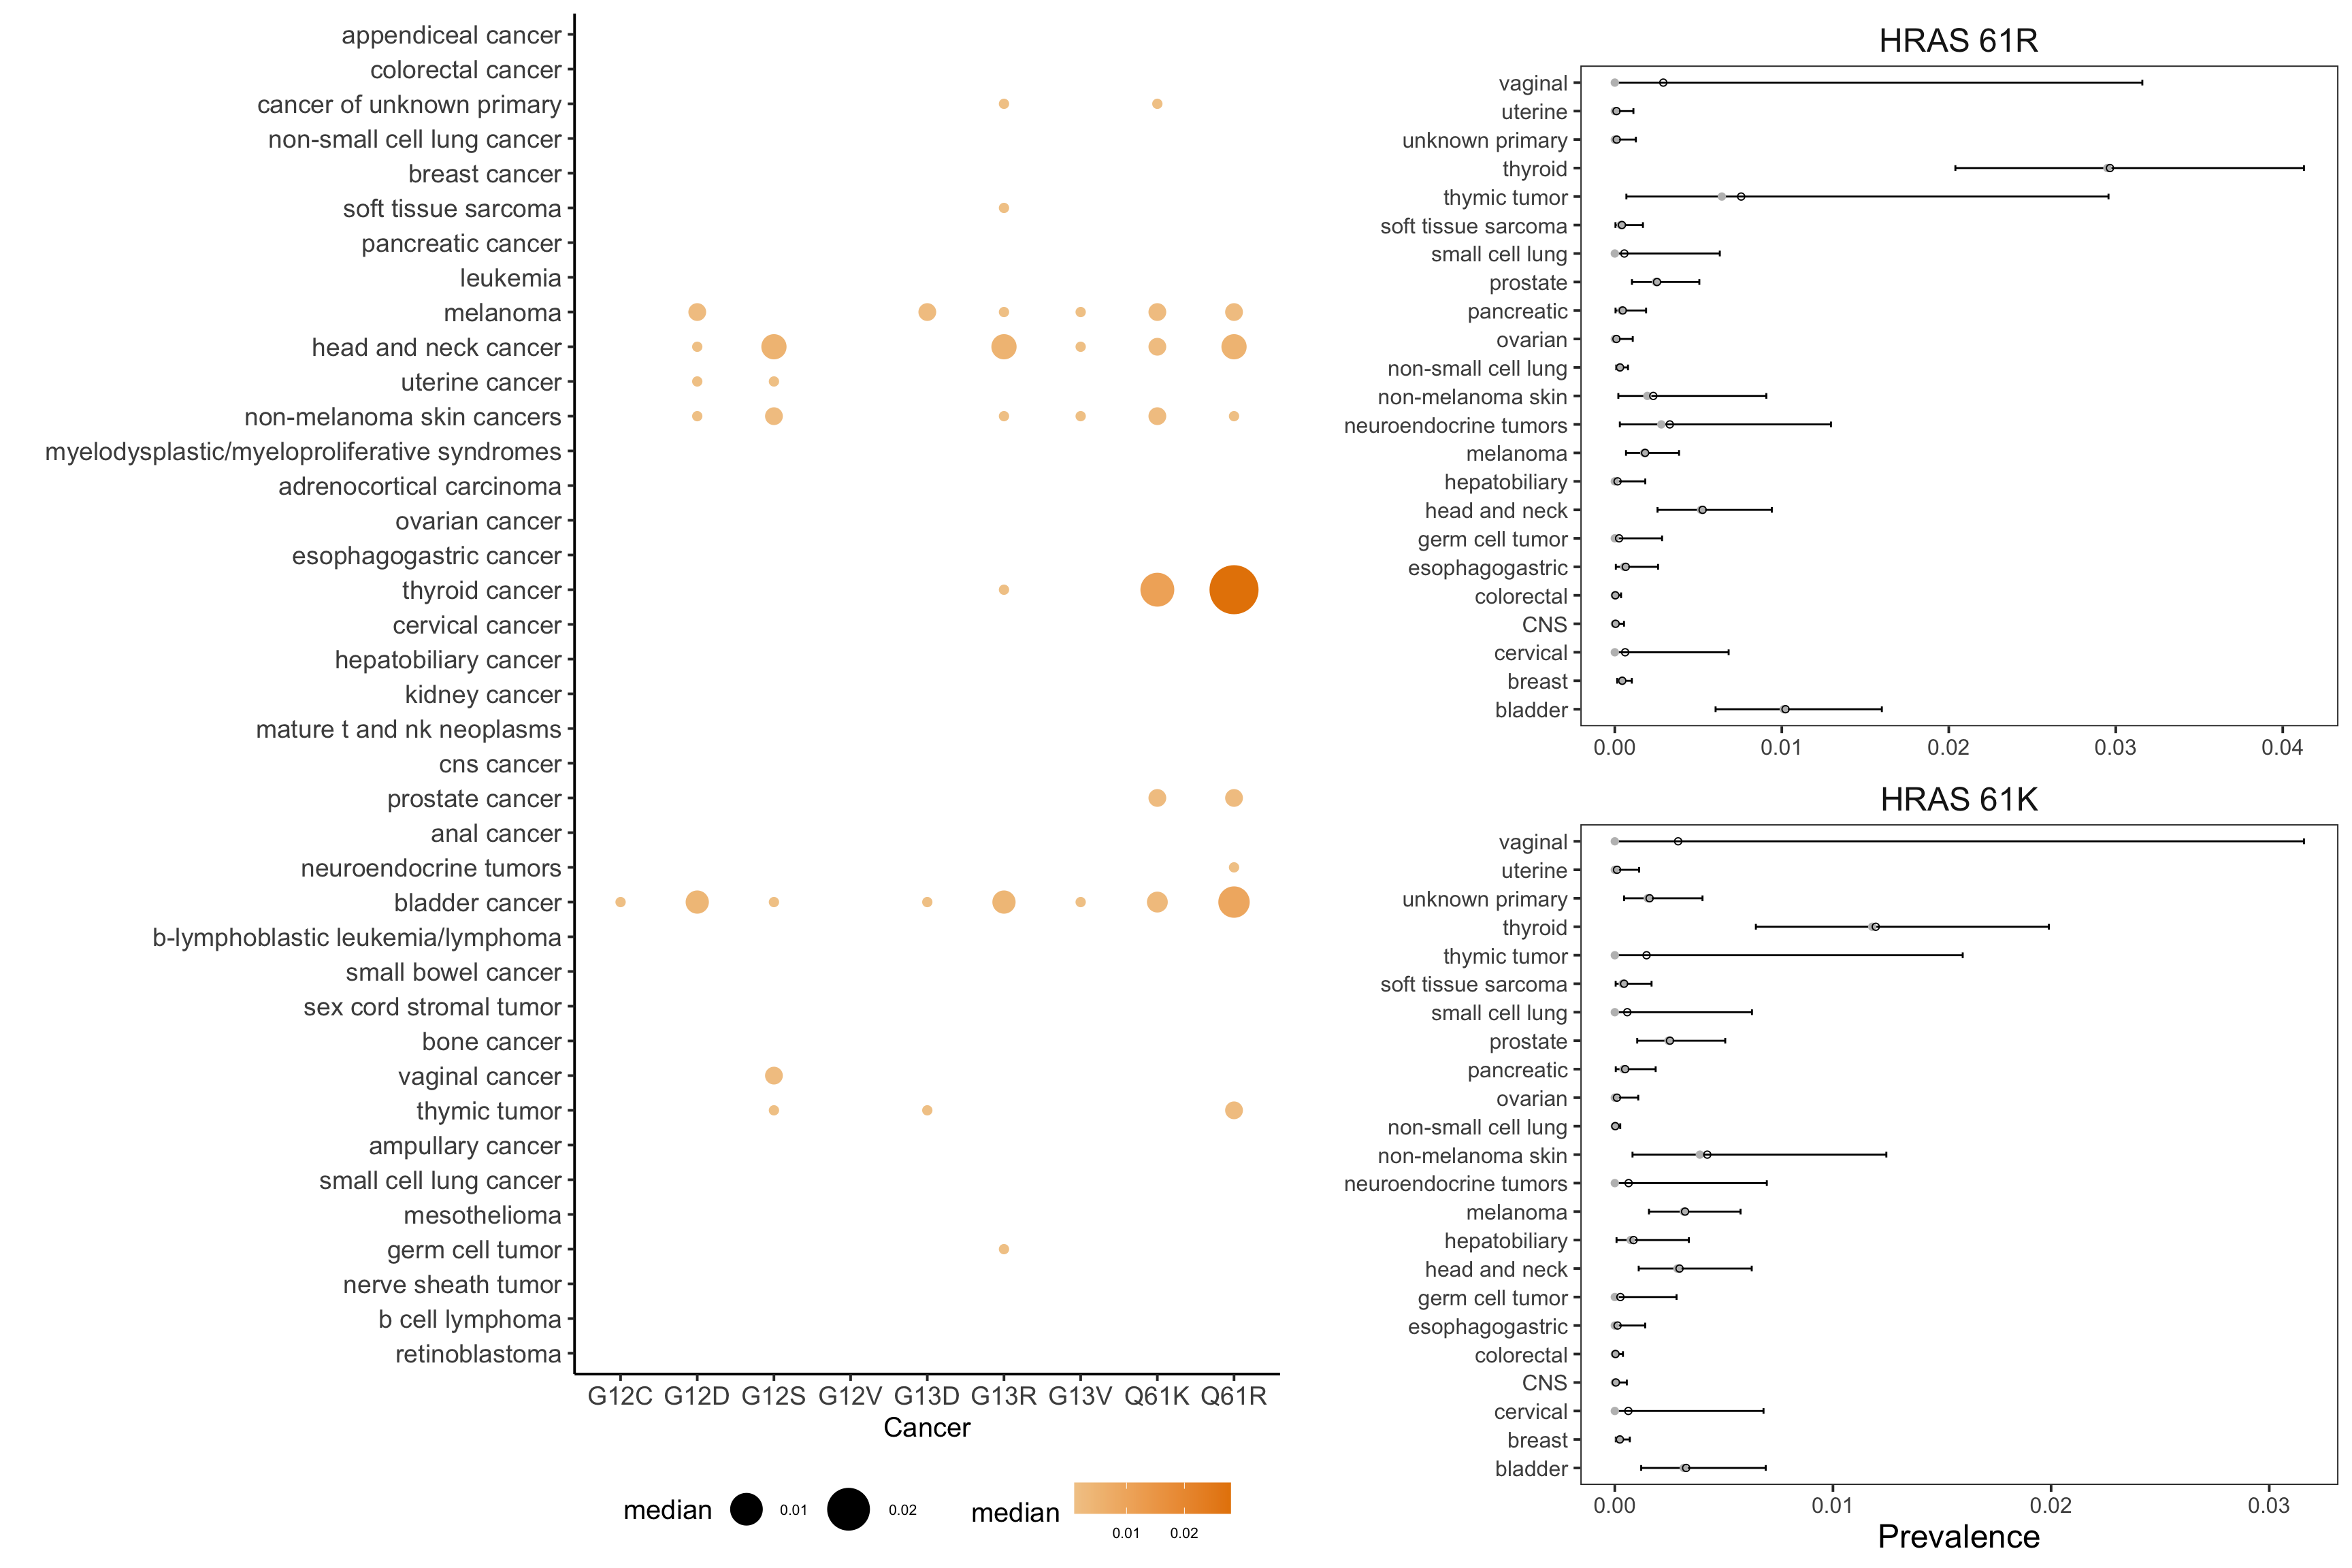 appendiceal cancer
colorectal cancer
cancer of unknown primary
non-small cell lung cancer
breast cancer
soft tissue sarcoma
pancreatic cancer
leukemia
melanoma
head and neck cancer
uterine cancer
non-melanoma skin cancers
myelodysplastic/myeloproliferative syndromes
adrenocortical carcinoma
ovarian cancer
esophagogastric cancer
thyroid cancer
cervical cancer
hepatobiliary cancer
kidney cancer
mature t and nk neoplasms
cns cancer
prostate cancer
anal cancer
neuroendocrine tumors
bladder cancer
b-lymphoblastic leukemia/lymphoma
small bowel cancer
sex cord stromal tumor
bone cancer
vaginal cancer
thymic tumor
ampullary cancer
small cell lung cancer
mesothelioma
germ cell tumor
nerve sheath tumor
b cell lymphoma
retinoblastoma
G12C G12D G12S G12V G13D G13R G13V Q61K Q61R
Cancer
median 0.01 0.02
median 0.01 0.02
HRAS 61R
vaginal
uterine
unknown primary
thyroid
thymic tumor
soft tissue sarcoma
small cell lung
prostate
pancreatic
ovarian
non-small cell lung
non-melanoma skin
neuroendocrine tumors
melanoma
hepatobiliary
head and neck
germ cell tumor
esophagogastric
colorectal
CNS
cervical
breast
bladder
0.00 0.01 0.02 0.03 0.04
HRAS 61K
vaginal
uterine
unknown primary
thyroid
thymic tumor
soft tissue sarcoma
small cell lung
prostate
pancreatic
ovarian
non-small cell lung
non-melanoma skin
neuroendocrine tumors
melanoma
hepatobiliary
head and neck
germ cell tumor
esophagogastric
colorectal
CNS
cervical
breast
bladder
0.00 0.01 0.02 0.03
Prevalence